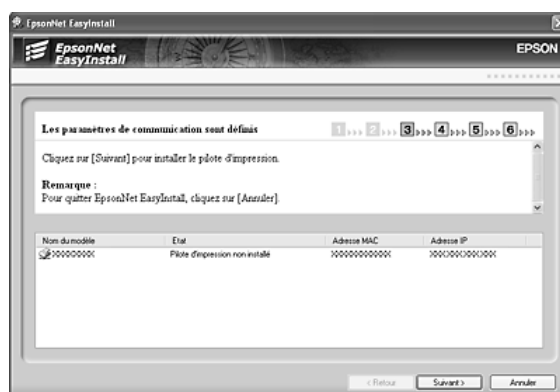 EpsonNet EasyInstall
EpsonNet
EasyInstall
EPSON
Les paramètres de communication sont définis
1 2 3 4 5 6
Cliquez sur [Suivant] pour installer le pilote d'impression.
Remarque :
Pour quitter EpsonNet EasyInstall, cliquez sur [Annuler].
Nom du modèle Etat Adresse MAC Adresse IP
XXXXXXXX Pilote d'impression non installé XXXXXXXXXXXX XXX.XXX.XXX.XXX
< Retour Suivant > Annuler